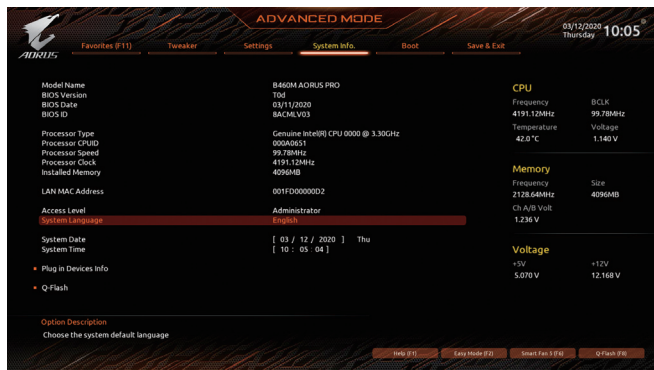 ADVANCED MODE
03/12/2020
Thursday
10:05
AORUS
Favorites (F11) Tweaker Settings System Info. Boot Save & Exit
Model Name B460M AORUS PRO
BIOS Version T0d
BIOS Date 03/11/2020
BIOS ID 8ACMLV03
Processor Type Genuine Intel(R) CPU 0000 @ 3.30GHz
Processor CPUID 000A0651
Processor Speed 99.78MHz
Processor Clock 4191.12MHz
Installed Memory 4096MB
LAN MAC Address 001FD00000D2
Access Level Administrator
System Language English
System Date [ 03 / 12 / 2020 ] Thu
System Time [ 10 : 05 : 04 ]
Plug in Devices Info
Q-Flash
CPU
Frequency BCLK
4191.12MHz 99.78MHz
Temperature Voltage
42.0 °C 1.140 V
Memory
Frequency Size
2128.64MHz 4096MB
Ch A/B Volt
1.236 V
Voltage
+5V +12V
5.070 V 12.168 V
Option Description
Choose the system default language
Help (F1) Easy Mode (F2) Smart Fan 5 (F6) Q-Flash (F8)